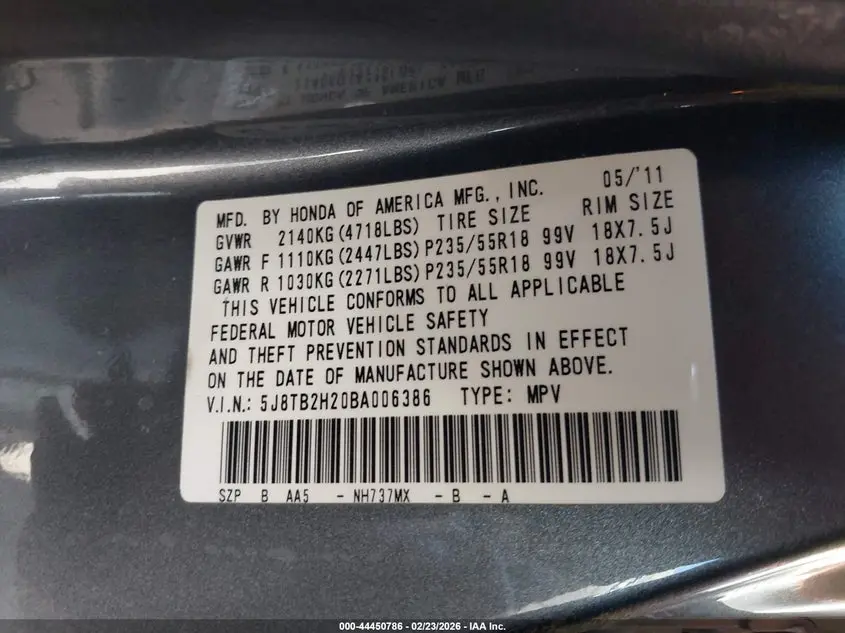 MFD. BY HONDA OF AMERICA MFG., INC. 05/'11
GVWR 2140KG(4718LBS) TIRE SIZE RIM SIZE
GAWR F 1110KG(2447LBS)P235/55R18 99V 18X7.5J
GAWR R 1030KG(2271LBS)P235/55R18 99V 18X7.5J
THIS VEHICLE CONFORMS TO ALL APPLICABLE
FEDERAL MOTOR VEHICLE SAFETY
AND THEFT PREVENTION STANDARDS IN EFFECT
ON THE DATE OF MANUFACTURE SHOWN ABOVE.
V.I.N.: 5J8TB2H20BA006386 TYPE: MPV
SZP B AA5 - NH737MX - B - A
000-44450786 - 02/23/2026 - IAA Inc.